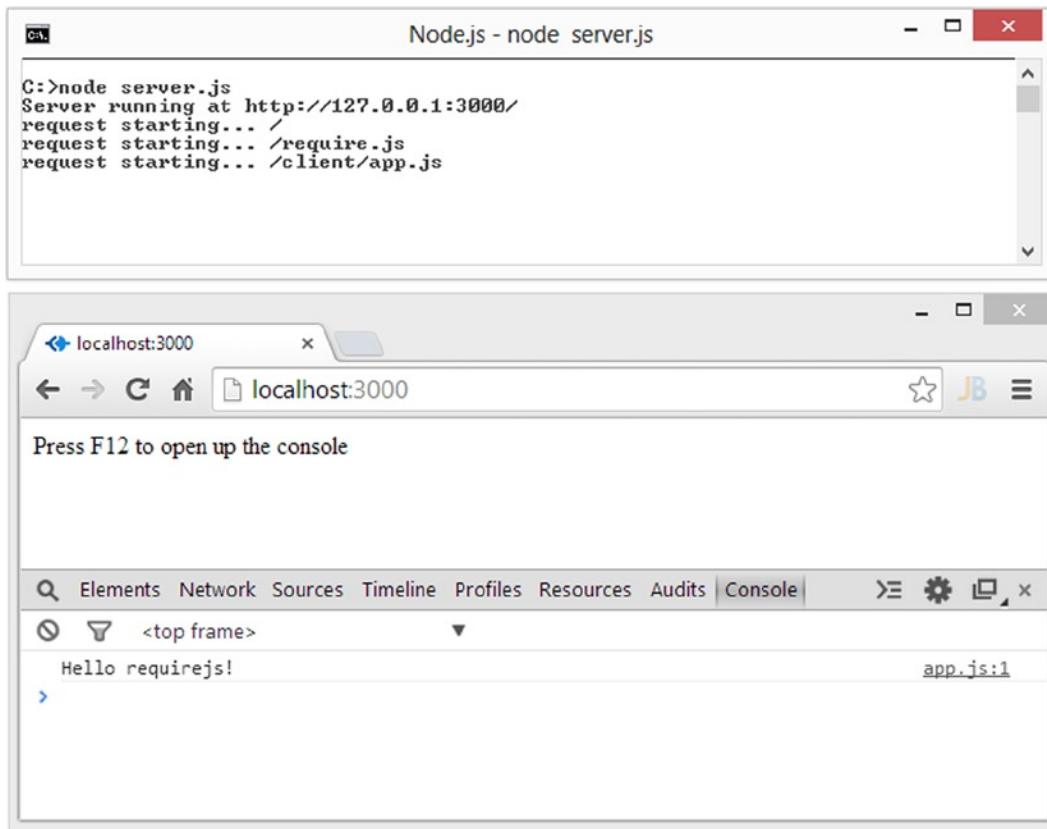 C:\.
Node.js - node server.js
C:>node server.js
Server running at http://127.0.0.1:3000/
request starting... /
request starting... /require.js
request starting... /client/app.js
localhost:3000
localhost:3000
JB
Press F12 to open up the console
Elements Network Sources Timeline Profiles Resources Audits Console
<top frame>
Hello requirejs!
app.js:1